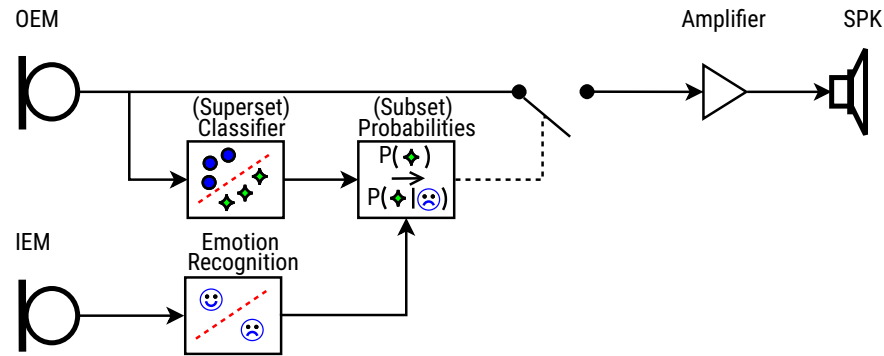 OEM
Amplifier
SPK
(Superset)
Classifier
(Subset)
Probabilities
P( )
P( | )
IEM
Emotion
Recognition